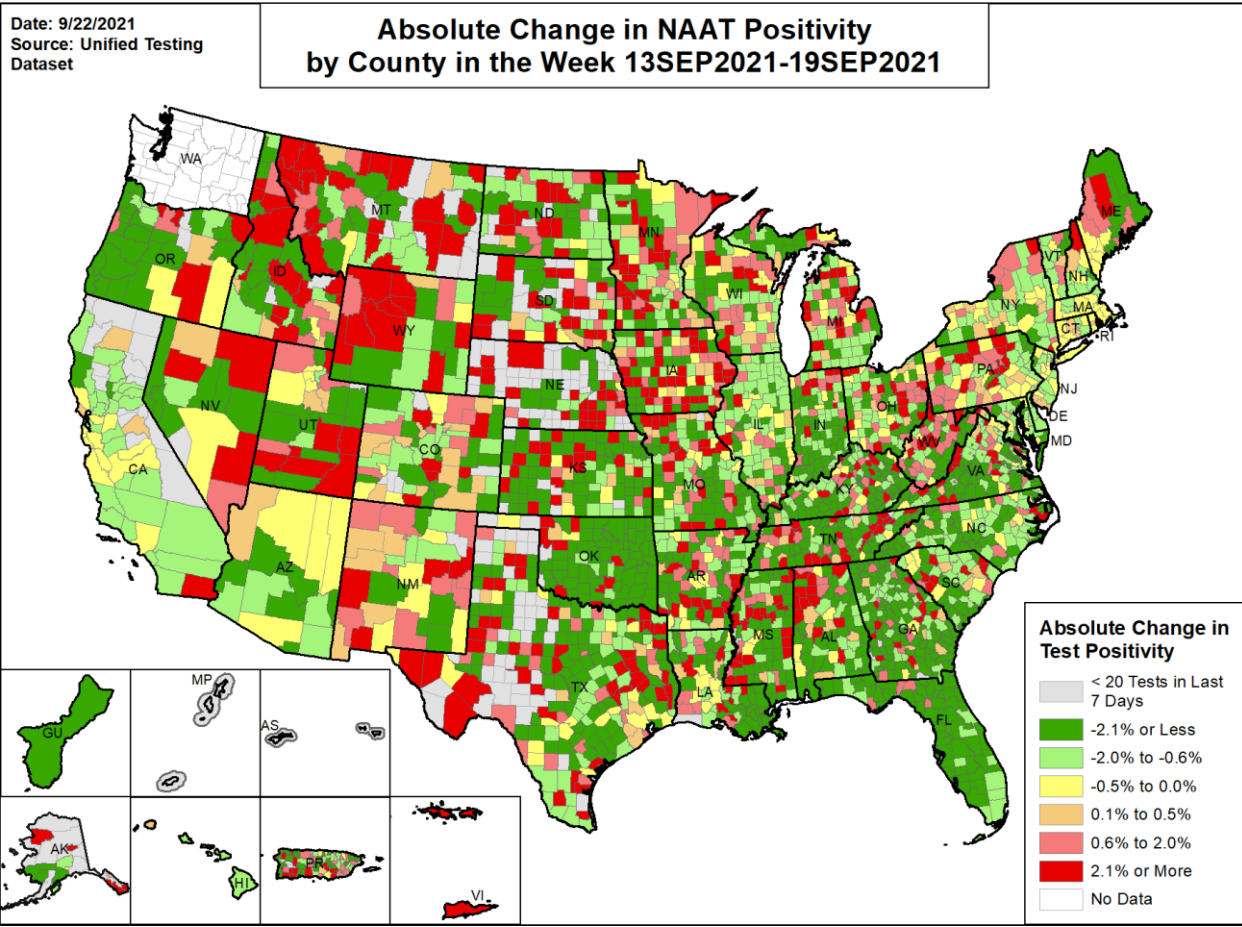 Date: 9/22/2021
Source: Unified Testing
Dataset
Absolute Change in NAAT Positivity
by County in the Week 13SEP2021-19SEP2021
WA
MT
ND
MN
ME
OR
ID
SD
WI
MI
VT
NH
NY
MA
CT
RI
WY
IA
PA
NJ
NV
NE
OH
DE
MD
UT
CO
IL
IN
WV
VA
CA
KS
MO
KY
NC
TN
OK
AZ
NM
AR
SC
MS
AL
GA
TX
LA
FL
GU
MP
AS
AK
HI
PR
VI
Absolute Change in
Test Positivity
< 20 Tests in Last
7 Days
-2.1% or Less
-2.0% to -0.6%
-0.5% to 0.0%
0.1% to 0.5%
0.6% to 2.0%
2.1% or More
No Data